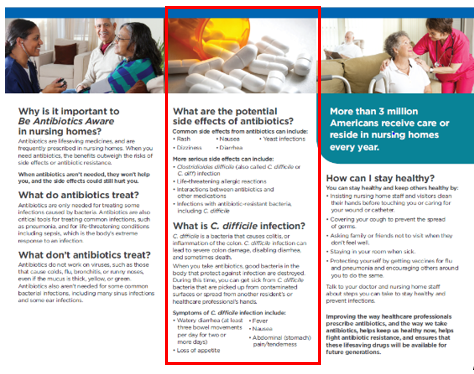 Why is it important to
Be Antibiotics Aware
in nursing homes?
Antibiotics are lifesaving medicines, and are
frequently prescribed in nursing homes. When you
need antibiotics, the benefits outweigh the risks of
side effects or antibiotic resistance.
When antibiotics aren't needed, they won't help
you, and the side effects could still hurt you.
What do antibiotics treat?
Antibiotics are only needed for treating some
infections caused by bacteria. Antibiotics are also
critical tools for treating common infections, such
as pneumonia, and for life-threatening conditions
including sepsis, which is the body's extreme
response to an infection.
What don't antibiotics treat?
Antibiotics do not work on viruses, such as those
that cause colds, flu, bronchitis, or runny noses,
even if the mucus is thick, yellow, or green.
Antibiotics also aren't needed for some common
bacterial infections, including many sinus infections
and some ear infections.
What are the potential
side effects of antibiotics?
Common side effects from antibiotics can include:
• Rash • Nausea • Yeast infections
• Dizziness • Diarrhea
More serious side effects can include:
• Clostridioides difficile (also called C. difficile or
C. diff) infection
• Life-threatening allergic reactions
• Interactions between antibiotics and
other medications
• Infections with antibiotic-resistant bacteria,
including C. difficile
What is C. difficile infection?
C. difficile is a bacteria that causes colitis, or
inflammation of the colon. C. difficile infection can
lead to severe colon damage, disabling diarrhea,
and sometimes death.
When you take antibiotics, good bacteria in the
body that protect against infection are destroyed.
During this time, you can get sick from C. difficile
bacteria that are picked up from contaminated
surfaces or spread from another resident's or
healthcare professional's hands.
Symptoms of C. difficile infection include:
• Watery diarrhea (at least
three bowel movements
per day for two or
more days)
• Loss of appetite
• Fever
• Nausea
• Abdominal (stomach)
pain/tenderness
More than 3 million
Americans receive care or
reside in nursing homes
every year.
How can I stay healthy?
You can stay healthy and keep others healthy by:
• Insisting nursing home staff and visitors clean
their hands before touching you or caring for
your wound or catheter.
• Covering your cough to prevent the spread
of germs.
• Asking family or friends not to visit when they
don't feel well.
• Staying in your room when sick.
• Protecting yourself by getting vaccines for flu
and pneumonia and encouraging others around
you to do the same.
Talk to your doctor and nursing home staff
about steps you can take to stay healthy and
prevent infections.
Improving the way healthcare professionals
prescribe antibiotics, and the way we take
antibiotics, helps keep us healthy now, helps
fight antibiotic resistance, and ensures that
these lifesaving drugs will be available for
future generations.